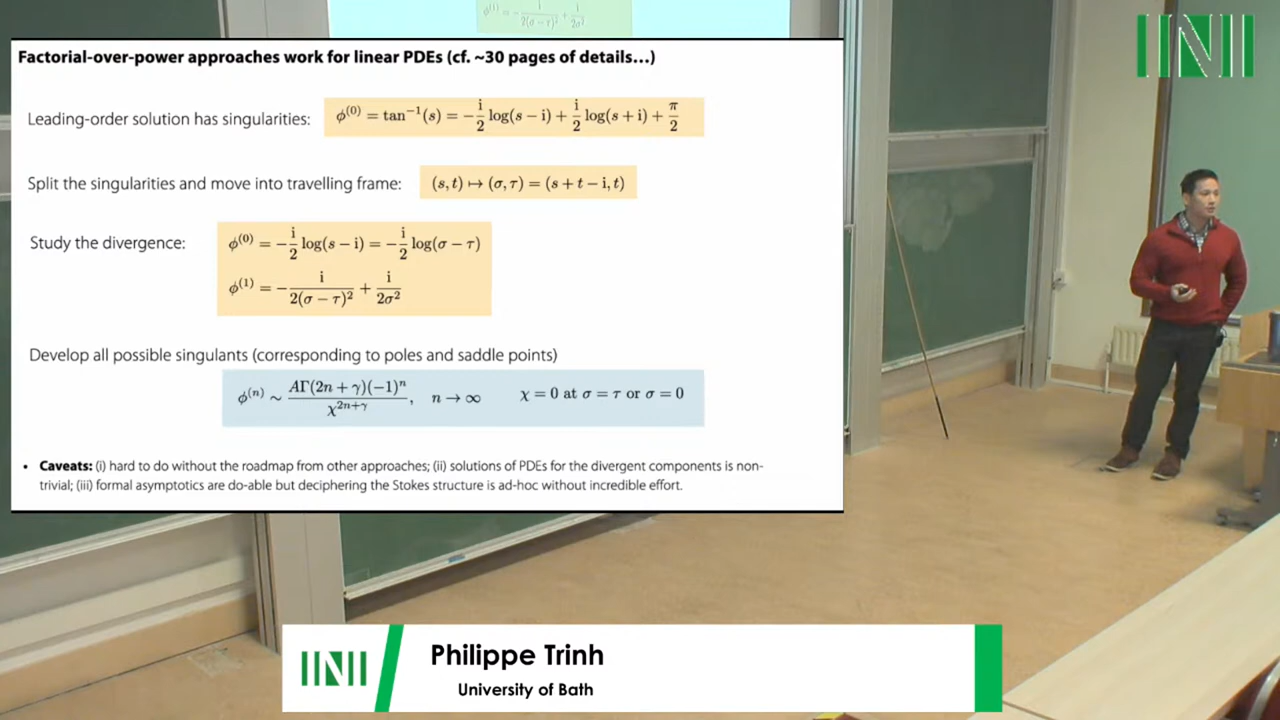 φ⁽¹⁾ = − i/2(σ − τ)² + i/2σ²
Factorial-over-power approaches work for linear PDEs (cf. ~30 pages of details…)
Leading-order solution has singularities: φ⁽⁰⁾ = tan⁻¹(s) = −i/2 log(s − i) + i/2 log(s + i) + π/2
Split the singularities and move into travelling frame: (s, t) ↦ (σ, τ) = (s + t − i, t)
Study the divergence: φ⁽⁰⁾ = −i/2 log(s − i) = −i/2 log(σ − τ)
φ⁽¹⁾ = − i/2(σ − τ)² + i/2σ²
Develop all possible singulants (corresponding to poles and saddle points)
φ⁽ⁿ⁾ ∼ AΓ(2n + γ)(−1)ⁿ/χ²ⁿ⁺ᵞ, n → ∞ χ = 0 at σ = τ or σ = 0
• Caveats: (i) hard to do without the roadmap from other approaches; (ii) solutions of PDEs for the divergent components is non-
trivial; (iii) formal asymptotics are do-able but deciphering the Stokes structure is ad-hoc without incredible effort.
Philippe Trinh
University of Bath